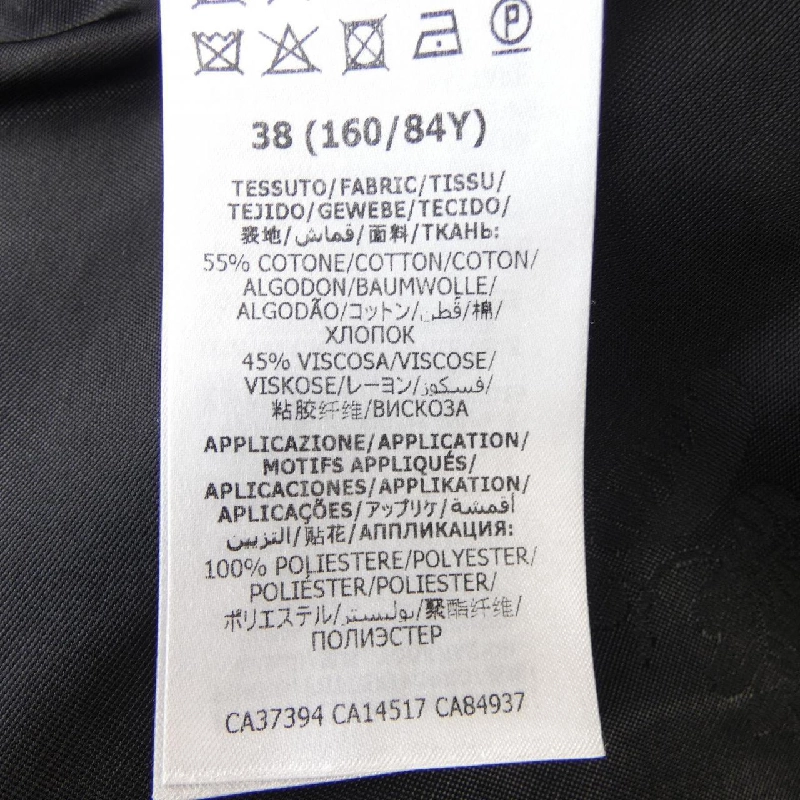 P
38 (160/84Y)
TESSUTO/FABRIC/TISSU/
TEJIDO/GEWEBE/TECIDO/
表地/قماش/面料/ТКАНЬ:
55% COTONE/COTTON/COTON/
ALGODON/BAUMWOLLE/
ALGODÃO/コットン/قطن/棉/
ХЛОПОК
45% VISCOSA/VISCOSE/
VISKOSE/レーヨン/فسكوز/
粘胶纤维/ВИСКОЗА
APPLICAZIONE/APPLICATION/
MOTIFS APPLIQUÉS/
APLICACIONES/APPLIKATION/
APLICAÇÕES/アップリケ/أقمشة
التزيين/贴花/АППЛИКАЦИЯ:
100% POLIESTERE/POLYESTER/
POLIÉSTER/POLIESTER/
ポリエステル/بوليستر/聚酯纤维/
ПОЛИЭСТЕР
CA37394 CA14517 CA84937